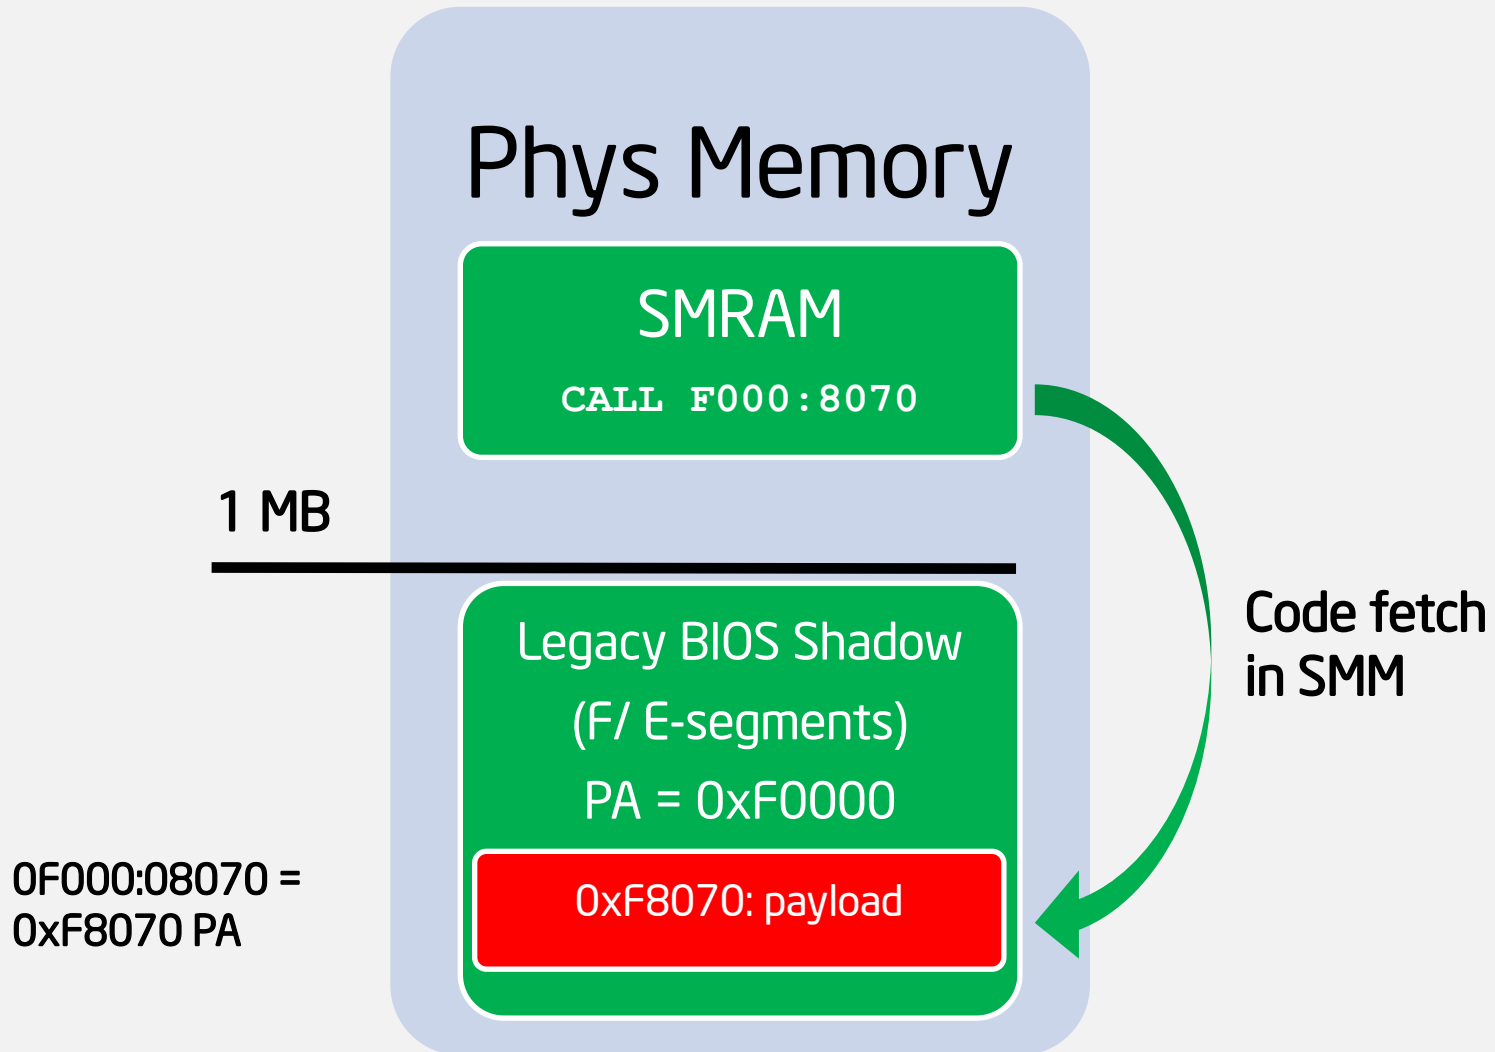 Phys Memory
SMRAM
CALL F000:8070
1 MB
Legacy BIOS Shadow
(F/ E-segments)
PA = 0xF0000
0xF8070: payload
0F000:08070 =
0xF8070 PA
Code fetch
in SMM